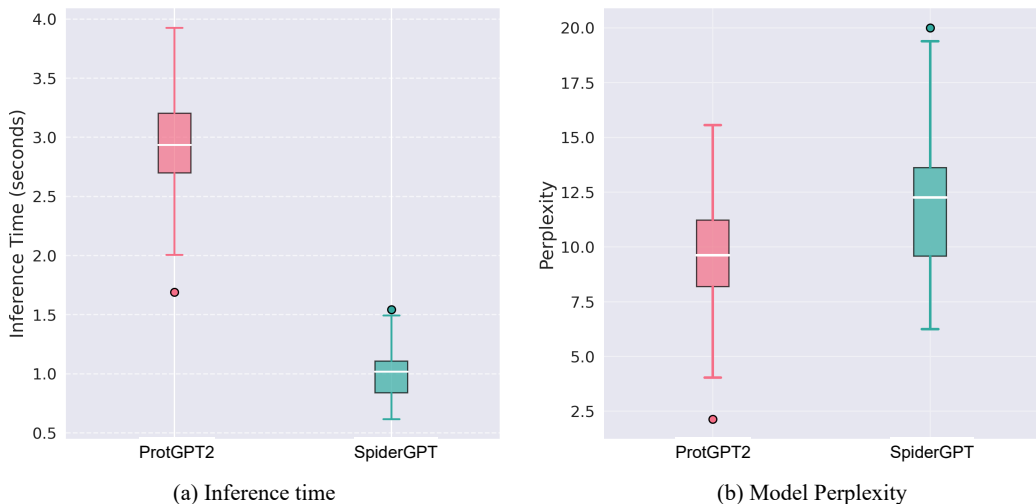 4.0
3.5
3.0
2.5
2.0
1.5
1.0
0.5
Inference Time (seconds)
ProtGPT2 SpiderGPT
(a) Inference time
20.0
17.5
15.0
12.5
10.0
7.5
5.0
2.5
Perplexity
ProtGPT2 SpiderGPT
(b) Model Perplexity